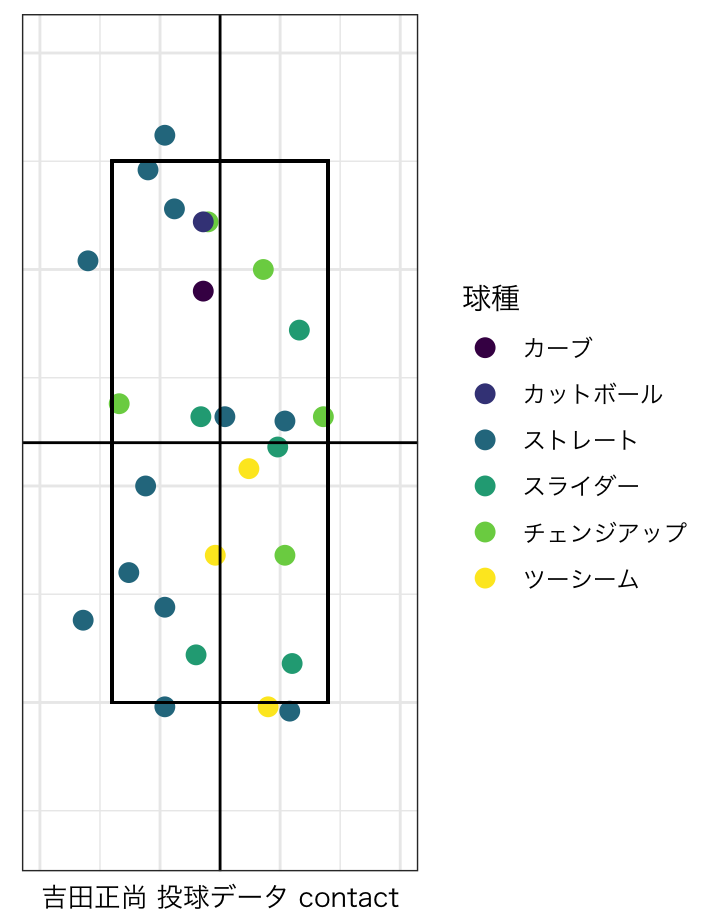 球種
カーブ
カットボール
ストレート
スライダー
チェンジアップ
ツーシーム
吉田正尚 投球データ contact